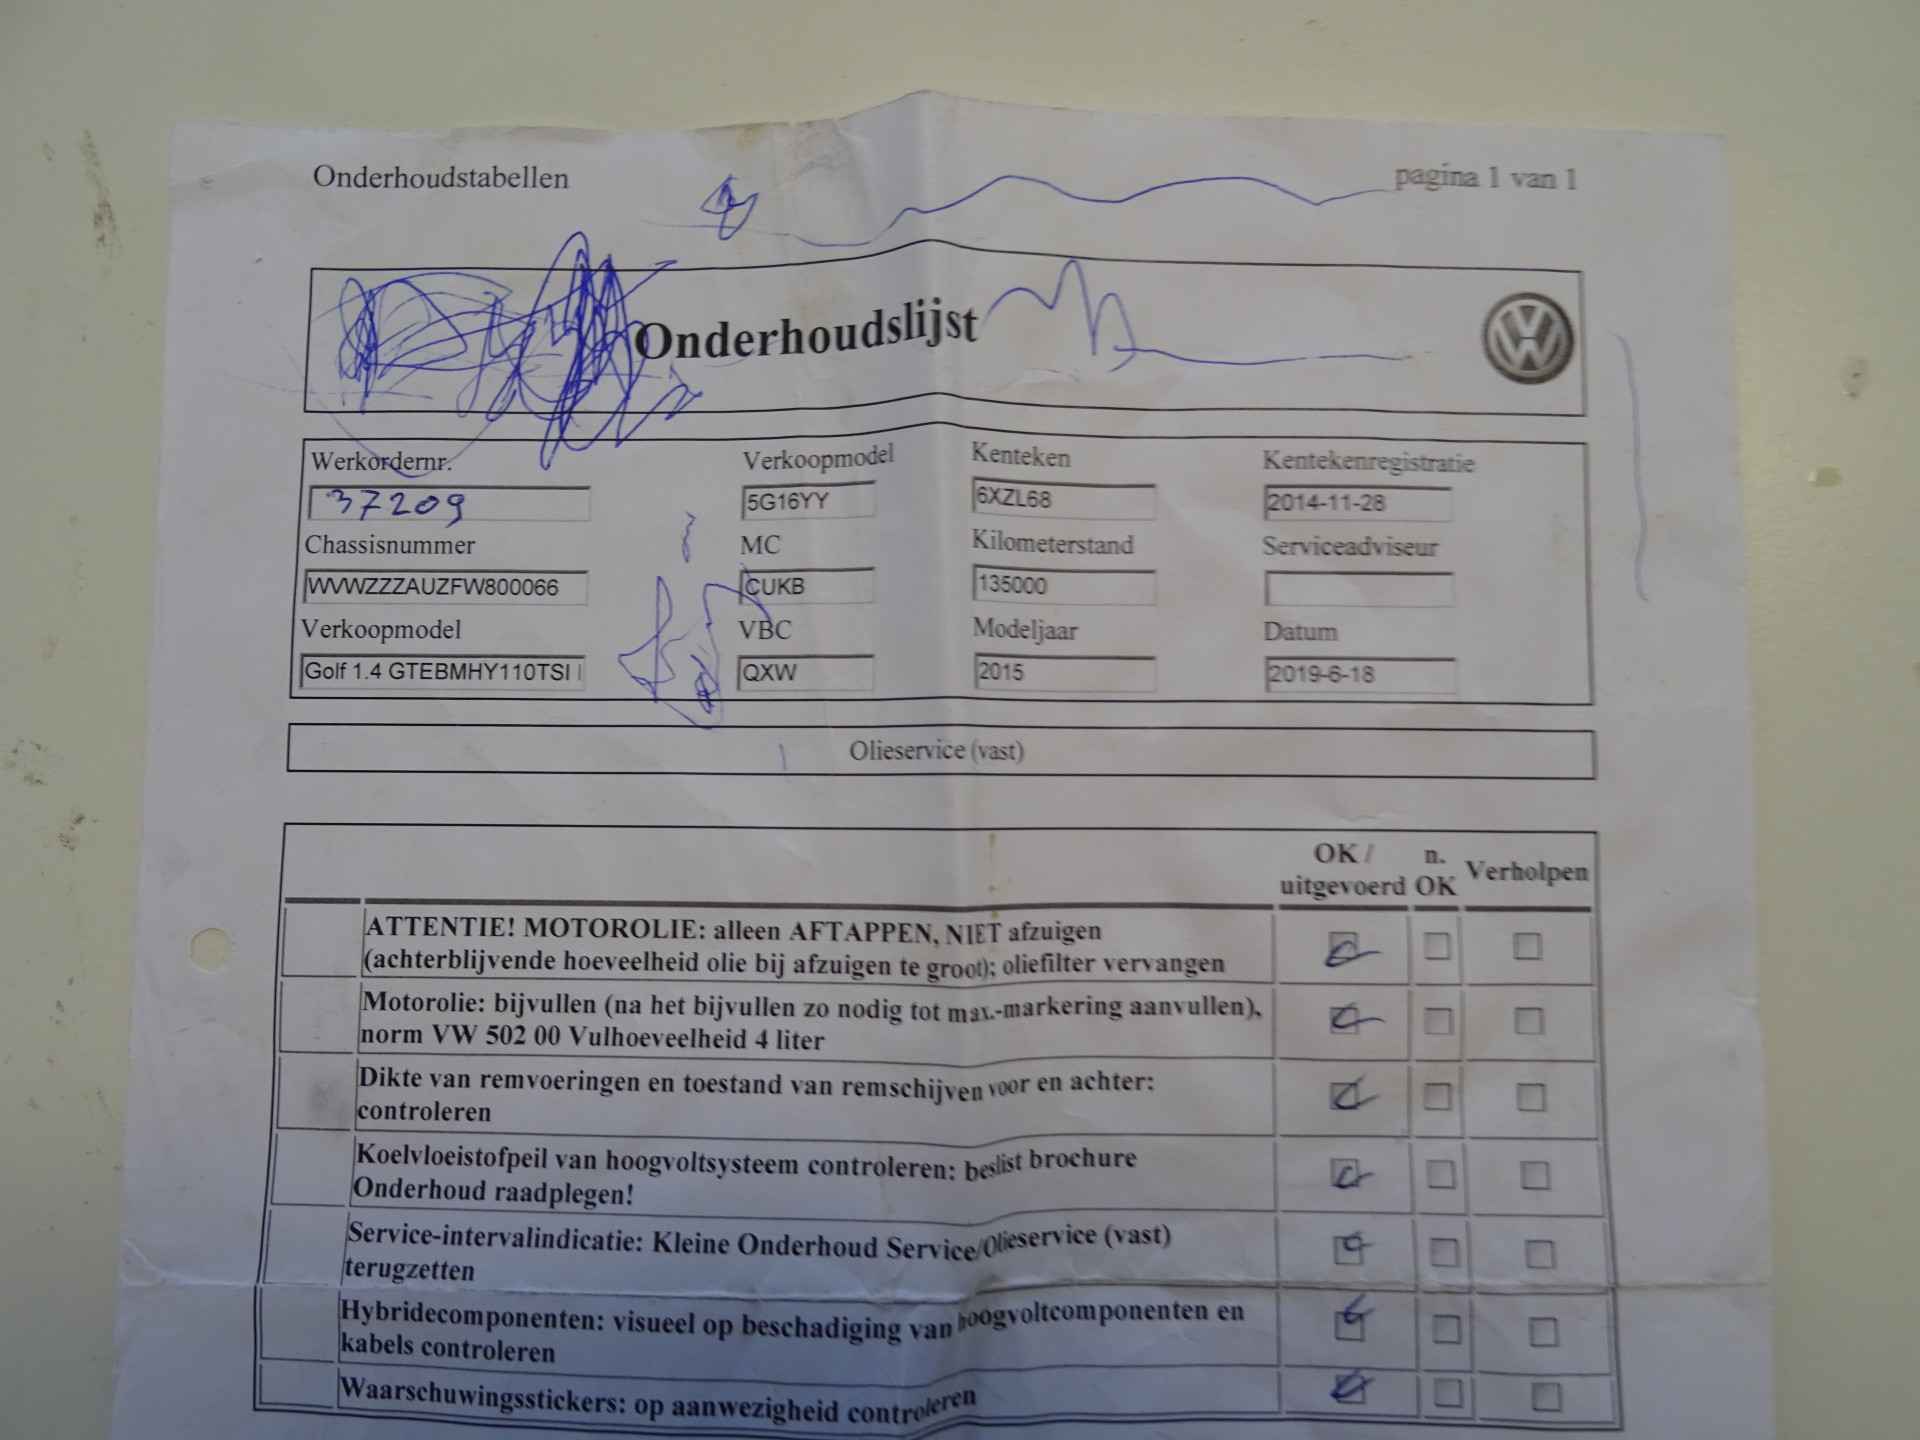 Onderhoudstabellen
pagina 1 van 1
Onderhoudslijst
Werkordernr. Verkoopmodel Kenteken Kentekenregistratie
37209 5G16YY 6XZL68 2014-11-28
Chassisnummer MC Kilometerstand Serviceadviseur
WVWZZZAUZFW800066 CUKB 135000
Verkoopmodel VBC Modeljaar Datum
Golf 1.4 GTEBMHY110TSI QXW 2015 2019-6-18
Olieservice (vast)
OK / n. Verholpen
uitgevoerd OK
ATTENTIE! MOTOROLIE: alleen AFTAPPEN, NIET afzuigen
(achterblijvende hoeveelheid olie bij afzuigen te groot); oliefilter vervangen
Motorolie: bijvullen (na het bijvullen zo nodig tot max.-markering aanvullen),
norm VW 502 00 Vulhoeveelheid 4 liter
Dikte van remvoeringen en toestand van remschijven voor en achter:
controleren
Koelvloeistofpeil van hoogvoltsysteem controleren: beslist brochure
Onderhoud raadplegen!
Service-intervalindicatie: Kleine Onderhoud Service/Olieservice (vast)
terugzetten
Hybridecomponenten: visueel op beschadiging van hoogvoltcomponenten en
kabels controleren
Waarschuwingsstickers: op aanwezigheid controleren